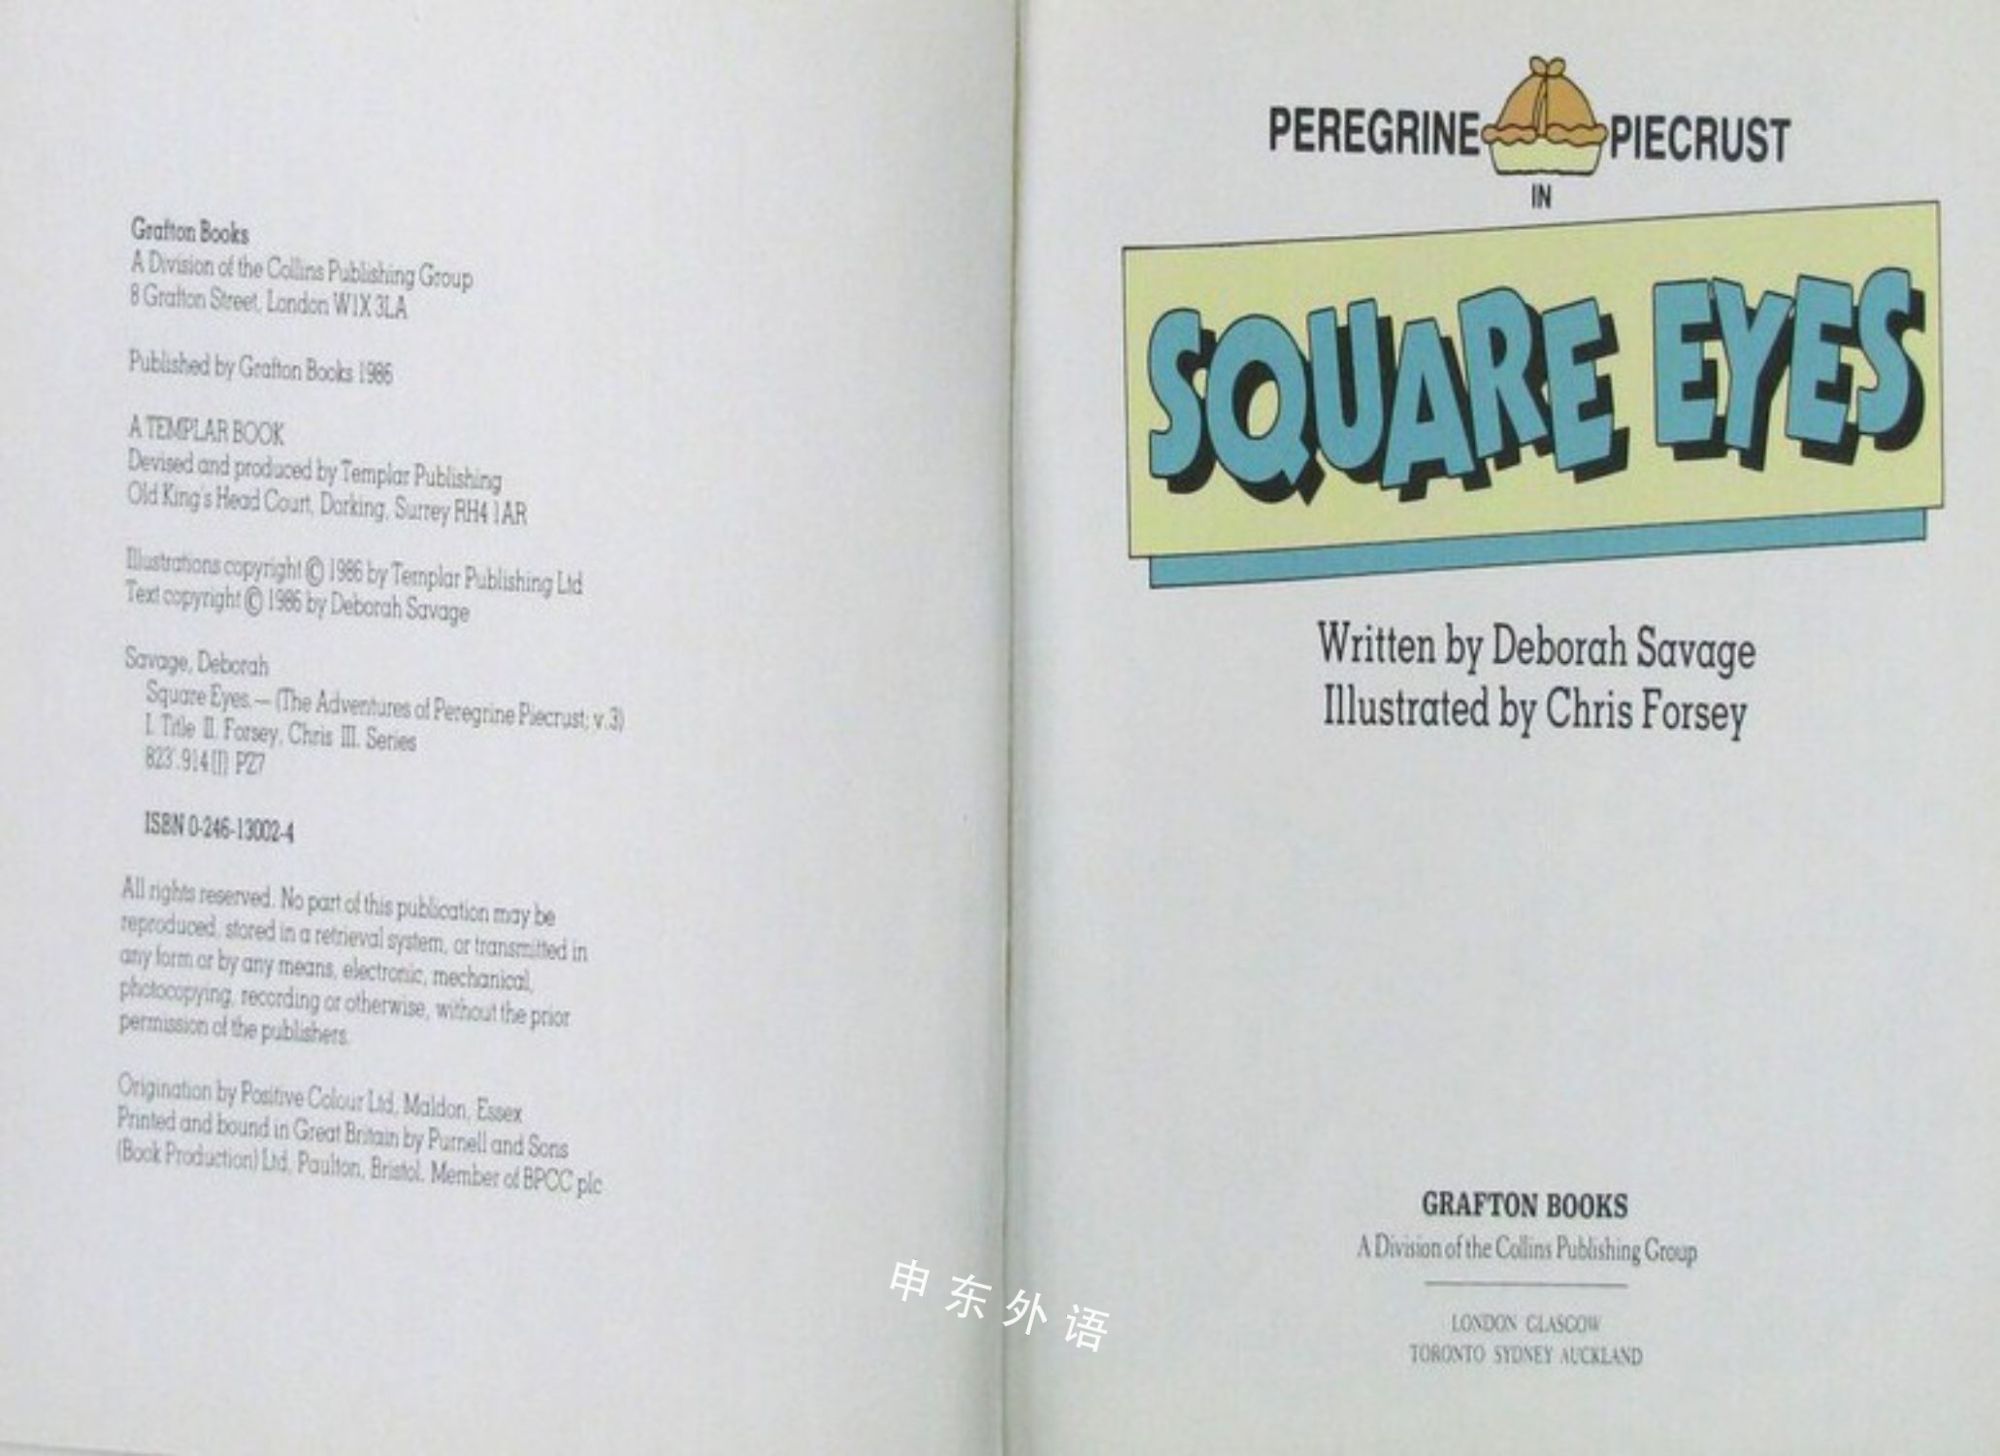 Grafton Books
A Division of the Collins Publishing Group
8 Grafton Street, London W1X 3LA
Published by Grafton Books 1986
A TEMPLAR BOOK
Devised and produced by Templar Publishing
Old King's Head Court, Dorking, Surrey RH4 1AR
Illustrations copyright © 1986 by Templar Publishing Ltd
Text copyright © 1986 by Deborah Savage
Savage, Deborah
Square Eyes.— (The Adventures of Peregrine Piecrust; v.3)
I. Title II. Forsey, Chris III. Series
823'.914[J] PZ7
ISBN 0-246-13002-4
All rights reserved. No part of this publication may be
reproduced, stored in a retrieval system, or transmitted in
any form or by any means, electronic, mechanical,
photocopying, recording or otherwise, without the prior
permission of the publishers.
Origination by Positive Colour Ltd, Maldon, Essex
Printed and bound in Great Britain by Purnell and Sons
(Book Production) Ltd, Paulton, Bristol. Member of BPCC plc
PEREGRINE PIECRUST
IN
SQUARE EYES
Written by Deborah Savage
Illustrated by Chris Forsey
GRAFTON BOOKS
A Division of the Collins Publishing Group
LONDON GLASGOW
TORONTO SYDNEY AUCKLAND
申东外语